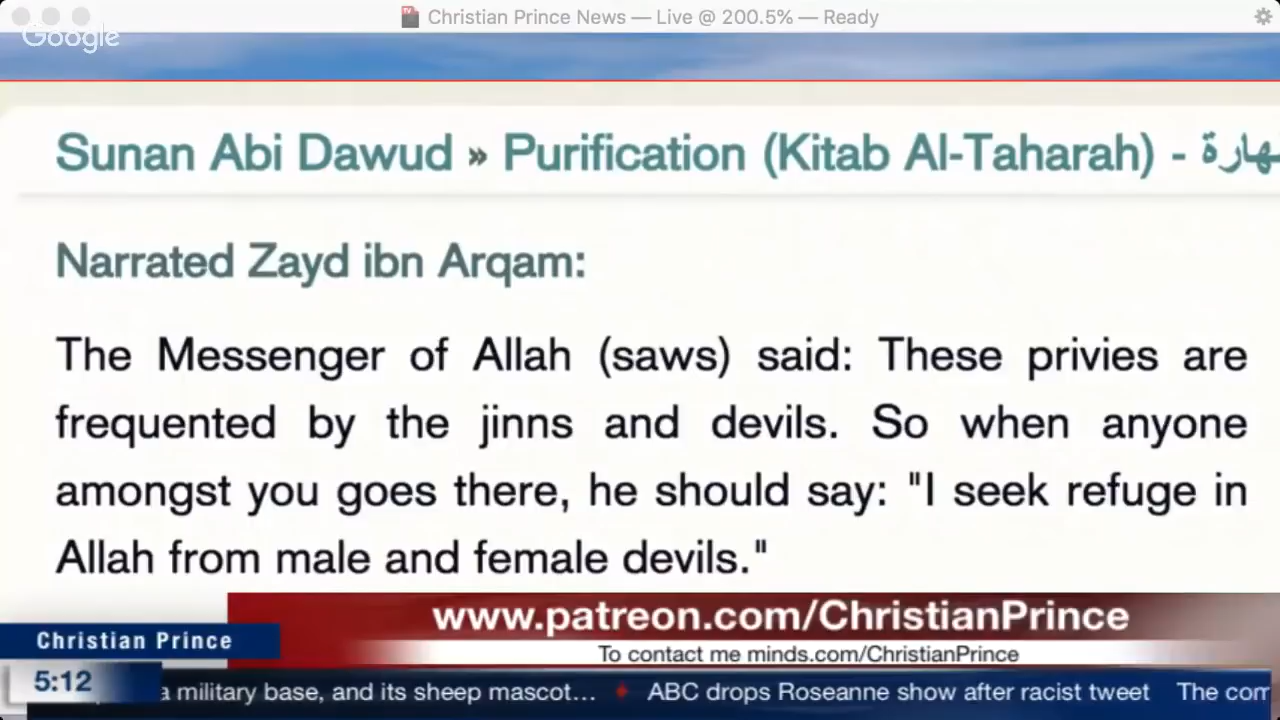 Christian Prince News — Live @ 200.5% — Ready
Google
Sunan Abi Dawud » Purification (Kitab Al-Taharah) - هارة
Narrated Zayd ibn Arqam:
The Messenger of Allah (saws) said: These privies are
frequented by the jinns and devils. So when anyone
amongst you goes there, he should say: "I seek refuge in
Allah from male and female devils."
www.patreon.com/ChristianPrince
Christian Prince
To contact me minds.com/ChristianPrince
5:12
a military base, and its sheep mascot... ♦ ABC drops Roseanne show after racist tweet The com